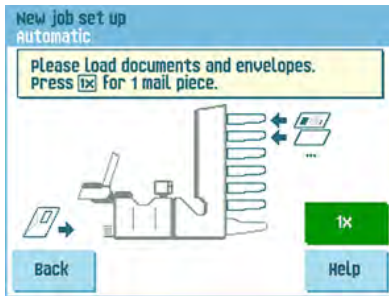 New job set up
Automatic
Please load documents and envelopes.
Press 1x for 1 mail piece.
...
1x
Back
Help